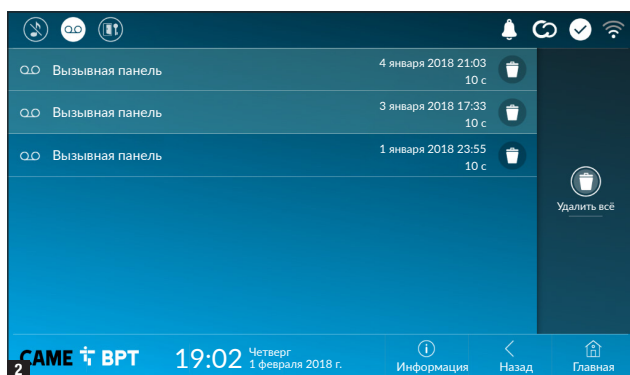 Вызывная панель
4 января 2018 21:03
10 с
Вызывная панель
3 января 2018 17:33
10 с
Вызывная панель
1 января 2018 23:55
10 с
Удалить всё
CAME BPT
19:02
Четверг
1 февраля 2018 г.
Информация
Назад
Главная
2